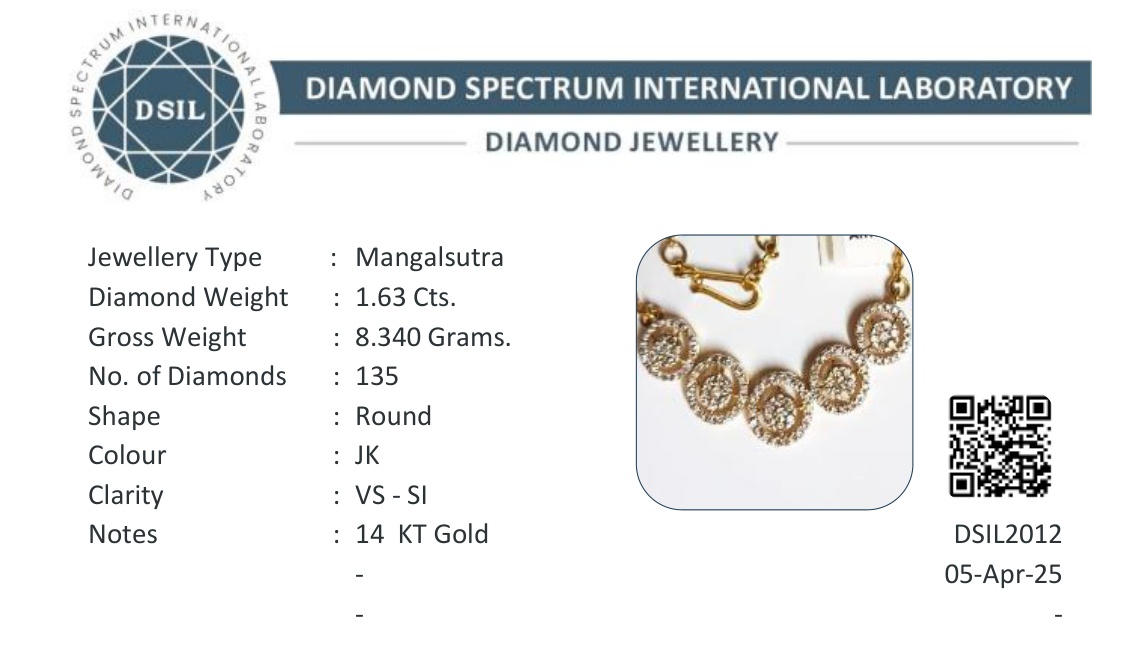 DIAMOND SPECTRUM INTERNATIONAL LABORATORY
DSIL
DIAMOND SPECTRUM INTERNATIONAL LABORATORY
DIAMOND JEWELLERY
Jewellery Type : Mangalsutra
Diamond Weight : 1.63 Cts.
Gross Weight : 8.340 Grams.
No. of Diamonds : 135
Shape : Round
Colour : JK
Clarity : VS - SI
Notes : 14 KT Gold
DSIL2012
- 05-Apr-25
- -